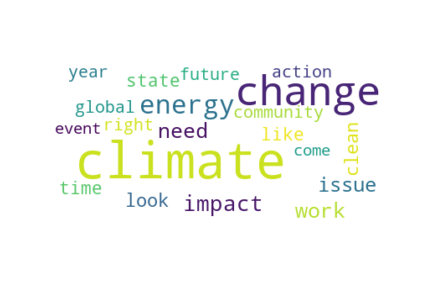 year
state
future
action
global
energy
change
community
event
right
need
like
clean
climate
come
time
look
impact
issue
work